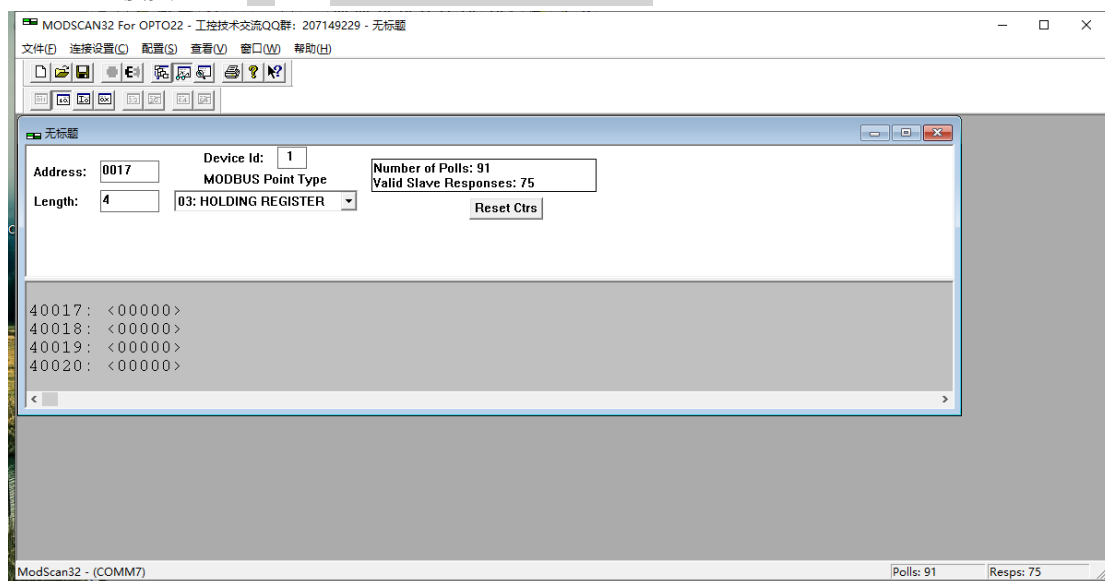 MODSCAN32 For OPTO22 - 工控技术交流QQ群：207149229 - 无标题
文件(F) 连接设置(C) 配置(S) 查看(V) 窗口(W) 帮助(H)
无标题
Address: 0017
Device Id: 1
MODBUS Point Type
Length: 4
03: HOLDING REGISTER
Number of Polls: 91
Valid Slave Responses: 75
Reset Ctrs
40017: <00000>
40018: <00000>
40019: <00000>
40020: <00000>
ModScan32 - (COMM7)
Polls: 91
Resps: 75